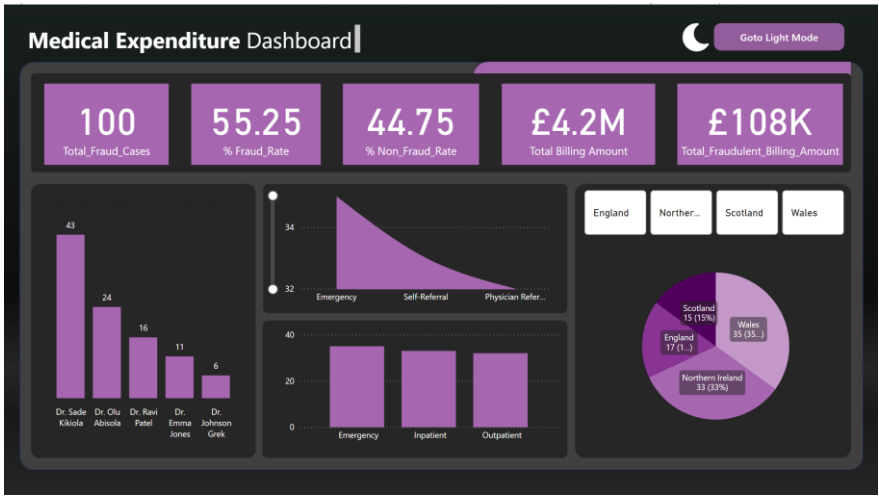 Medical Expenditure Dashboard
Goto Light Mode
100
Total_Fraud_Cases
55.25
% Fraud_Rate
44.75
% Non_Fraud_Rate
£4.2M
Total Billing Amount
£108K
Total_Fraudulent_Billing_Amount
43
24
16
11
6
Dr. Sade
Kikiola
Dr. Olu
Abisola
Dr. Ravi
Patel
Dr.
Emma
Jones
Dr.
Johnson
Grek
34
32
Emergency
Self-Referral
Physician Refer...
40
20
0
Emergency
Inpatient
Outpatient
England
Norther...
Scotland
Wales
Scotland
15 (15%)
Wales
35 (35...)
England
17 (1...)
Northern Ireland
33 (33%)